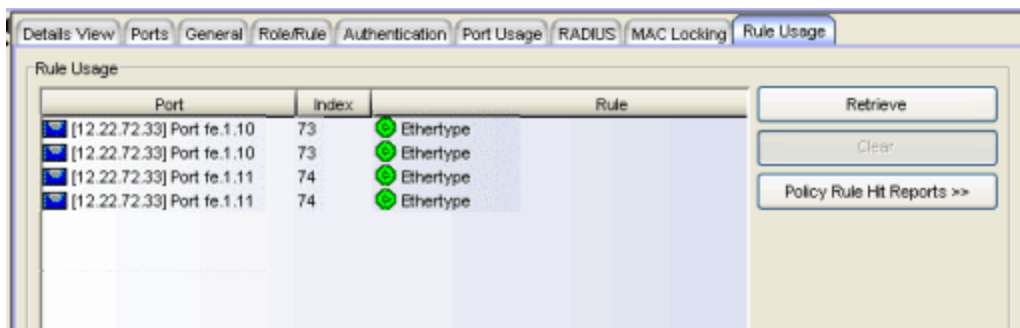 Details View Ports General Role/Rule Authentication Port Usage RADIUS MAC Locking Rule Usage
Rule Usage
Port Index Rule
[12.22.72.33] Port fe.1.10 73 Ethertype
[12.22.72.33] Port fe.1.10 73 Ethertype
[12.22.72.33] Port fe.1.11 74 Ethertype
[12.22.72.33] Port fe.1.11 74 Ethertype
Retrieve
Clear
Policy Rule Hit Reports >>